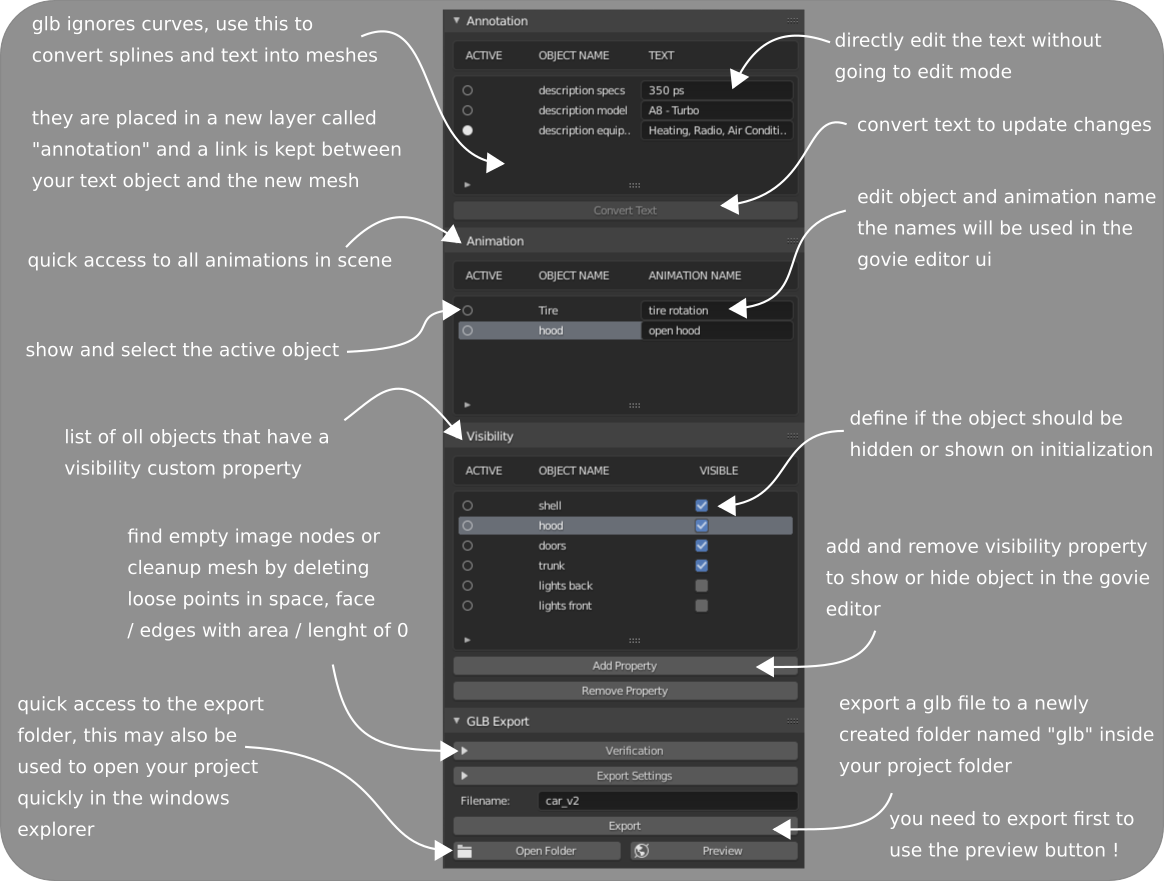 glb ignores curves, use this to
convert splines and text into meshes
they are placed in a new layer called
"annotation" and a link is kept between
your text object and the new mesh
quick access to all animations in scene
show and select the active object
list of oll objects that have a
visibility custom property
find empty image nodes or
cleanup mesh by deleting
loose points in space, face
/ edges with area / lenght of 0
quick access to the export
folder, this may also be
used to open your project
quickly in the windows
explorer
Annotation
ACTIVE OBJECT NAME TEXT
description specs 350 ps
description model A8 - Turbo
description equip.. Heating, Radio, Air Conditi..
Convert Text
Animation
ACTIVE OBJECT NAME ANIMATION NAME
Tire tire rotation
hood open hood
Visibility
ACTIVE OBJECT NAME VISIBLE
shell
hood
doors
trunk
lights back
lights front
Add Property
Remove Property
GLB Export
Verification
Export Settings
Filename: car_v2
Export
Open Folder Preview
directly edit the text without
going to edit mode
convert text to update changes
edit object and animation name
the names will be used in the
govie editor ui
define if the object should be
hidden or shown on initialization
add and remove visibility property
to show or hide object in the govie
editor
export a glb file to a newly
created folder named "glb" inside
your project folder
you need to export first to
use the preview button !